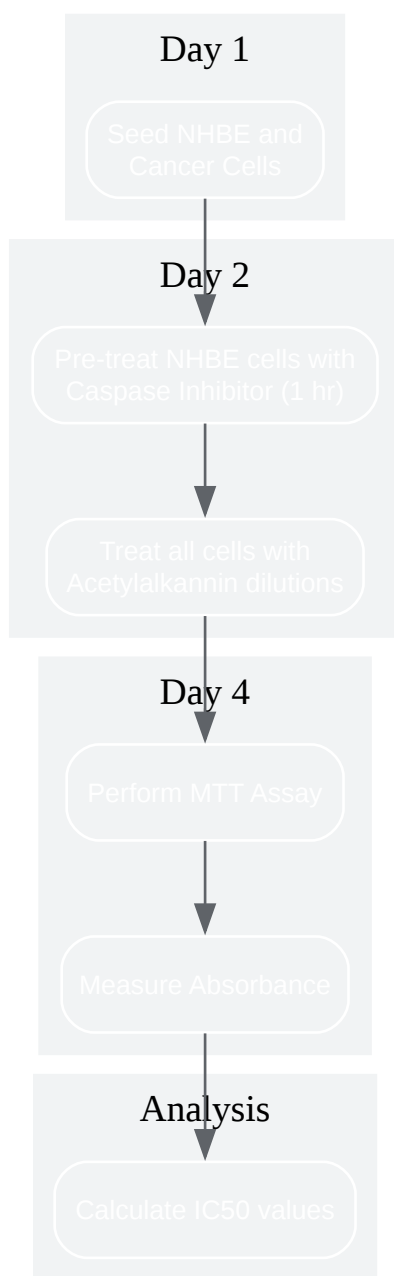 Day 1
Seed NHBE and
Cancer Cells
Day 2
Pre-treat NHBE cells with
Caspase Inhibitor (1 hr)
Treat all cells with
Acetylalkannin dilutions
Day 4
Perform MTT Assay
Measure Absorbance
Analysis
Calculate IC50 values